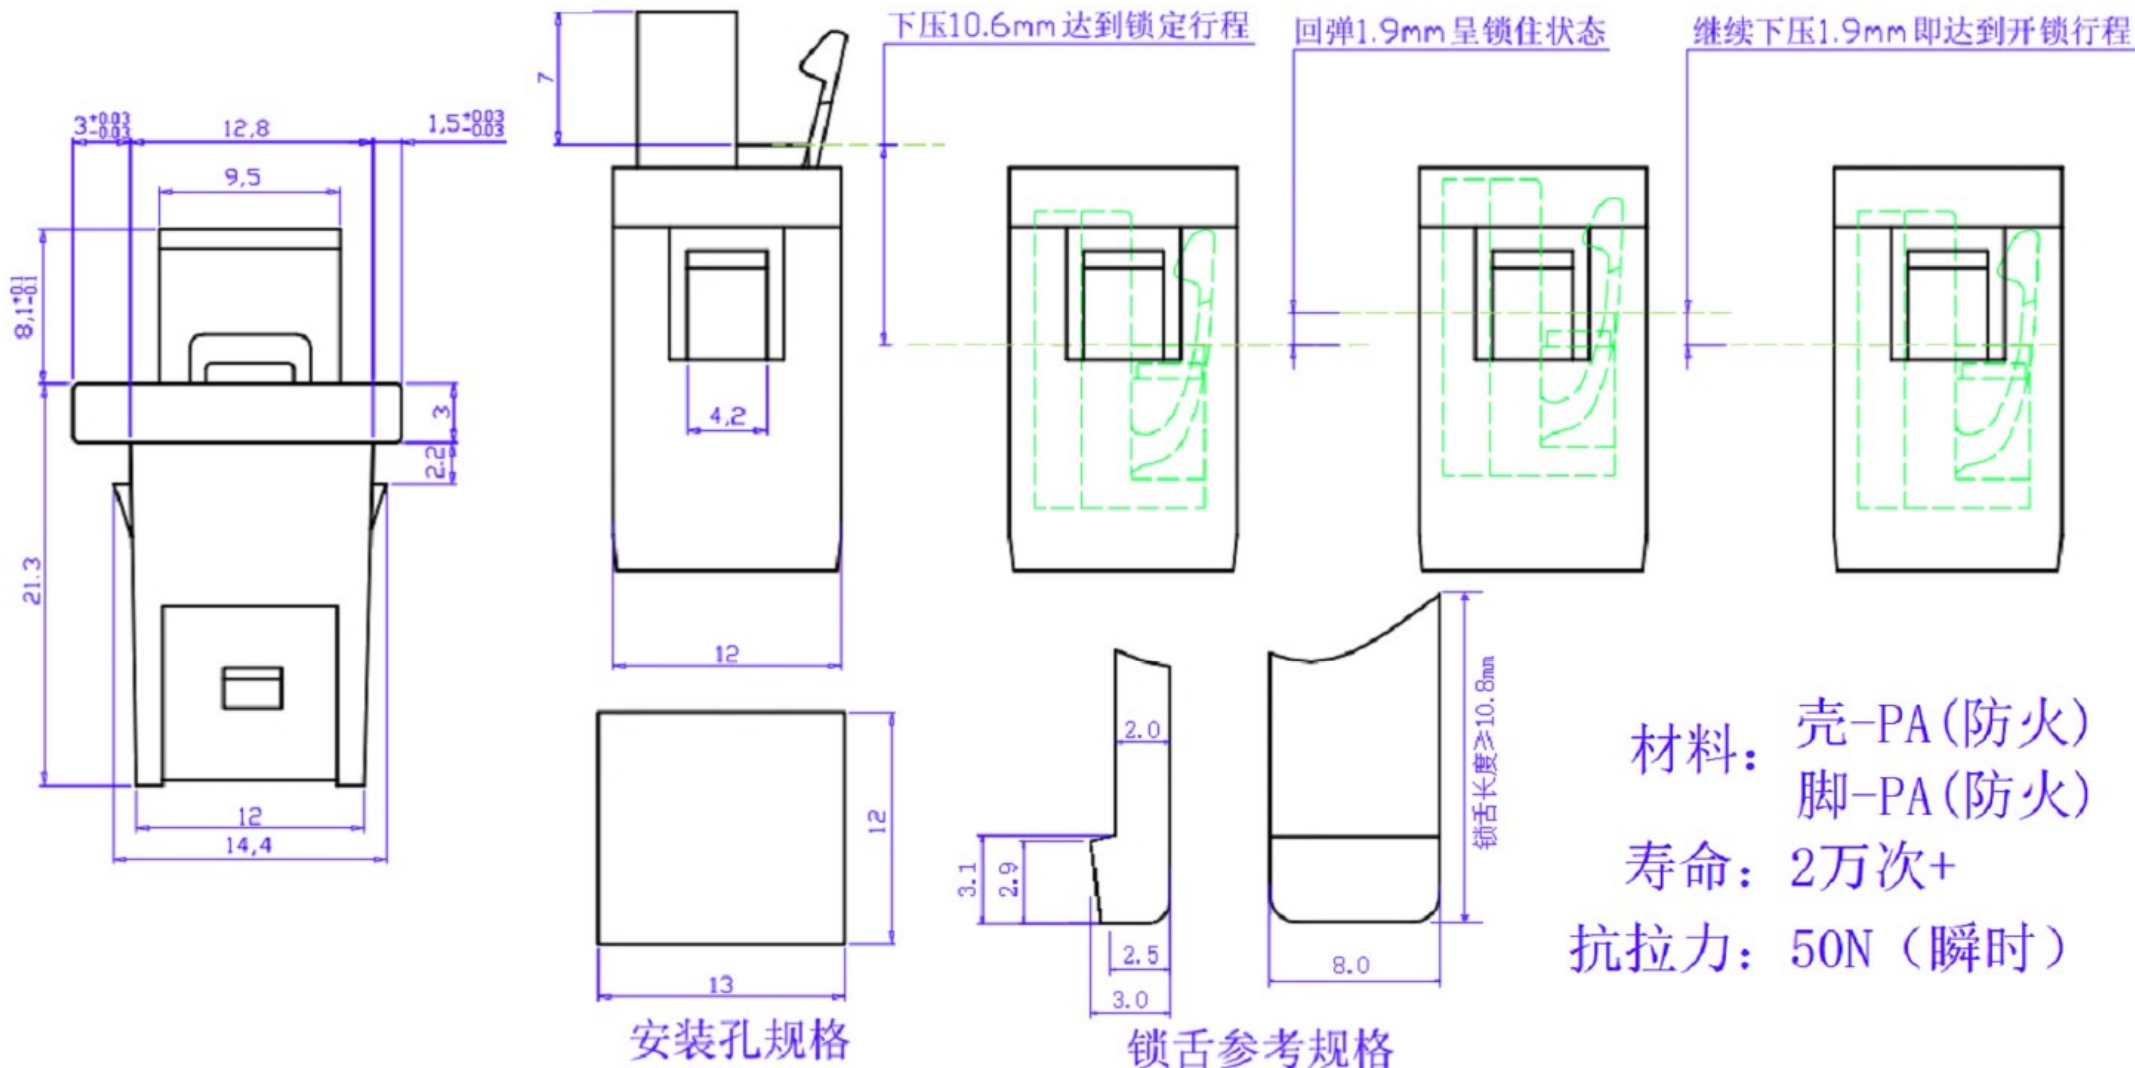 下压10.6mm达到锁定行程
回弹1.9mm呈锁住状态
继续下压1.9mm即达到开锁行程
7
3+0.03-0.03
12,8
1,5+0.03-0.03
9,5
8,1+0.1-0.1
3
2.2
21.3
4,2
12
12
14,4
12
13
安装孔规格
2.0
3.1
2.9
2.5
3.0
8.0
锁舌长度≥10.8mm
锁舌参考规格
材料：
壳-PA(防火)
脚-PA(防火)
寿命：2万次+
抗拉力：50N（瞬时）